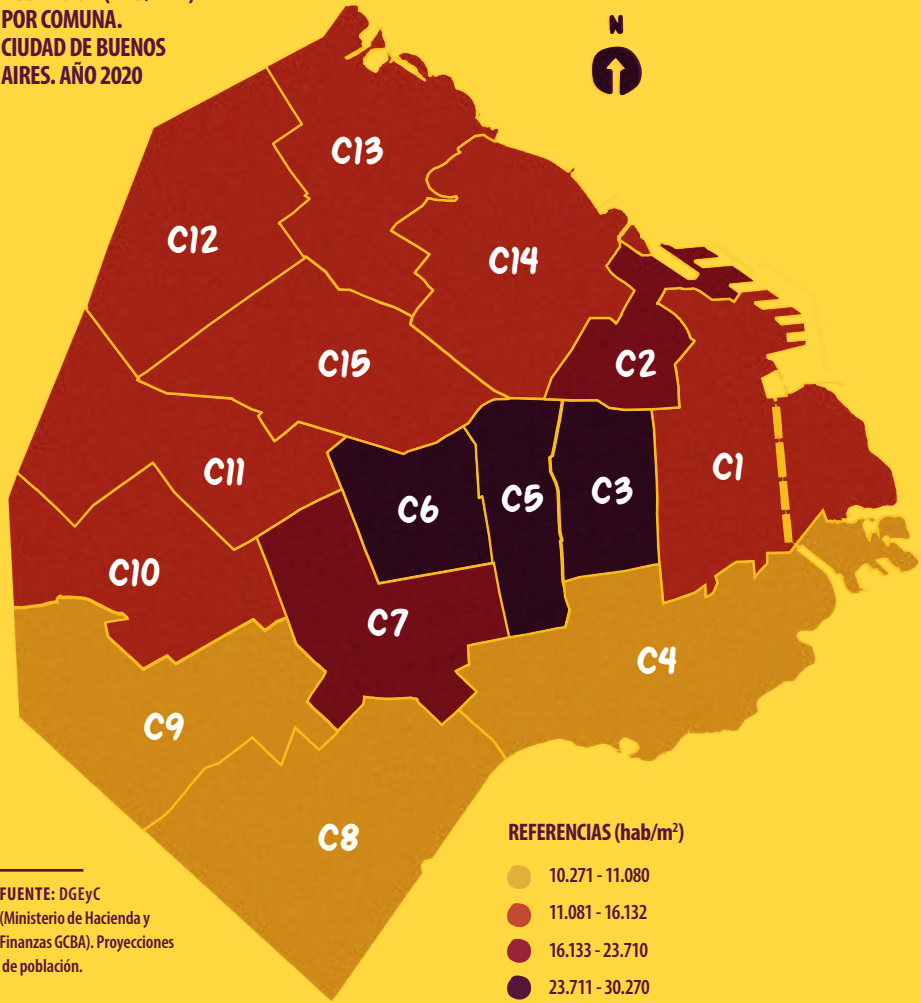 POR COMUNA.
CIUDAD DE BUENOS
AIRES. AÑO 2020
N
C13
C12
C14
C15
C2
C11
C6
C5
C3
C1
C10
C7
C4
C9
C8
REFERENCIAS (hab/m²)
10.271 - 11.080
11.081 - 16.132
16.133 - 23.710
23.711 - 30.270
FUENTE: DGEyC
(Ministerio de Hacienda y
Finanzas GCBA). Proyecciones
de población.